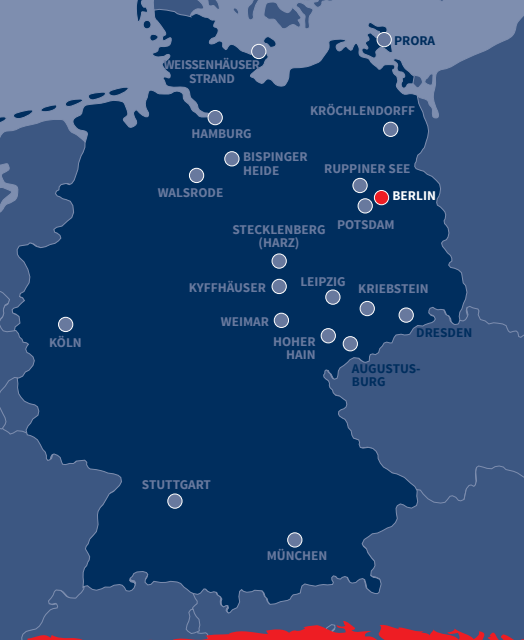 PRORA
WEISSENHÄUSER
STRAND
KRÖCHLENDORFF
HAMBURG
BISPINGER
HEIDE
RUPPINER SEE
WALSRODE
BERLIN
POTSDAM
STECKLENBERG
(HARZ)
KYFFHÄUSER
LEIPZIG
KRIEBSTEIN
WEIMAR
DRESDEN
KÖLN
HOHER
HAIN
AUGUSTUS-
BURG
STUTTGART
MÜNCHEN